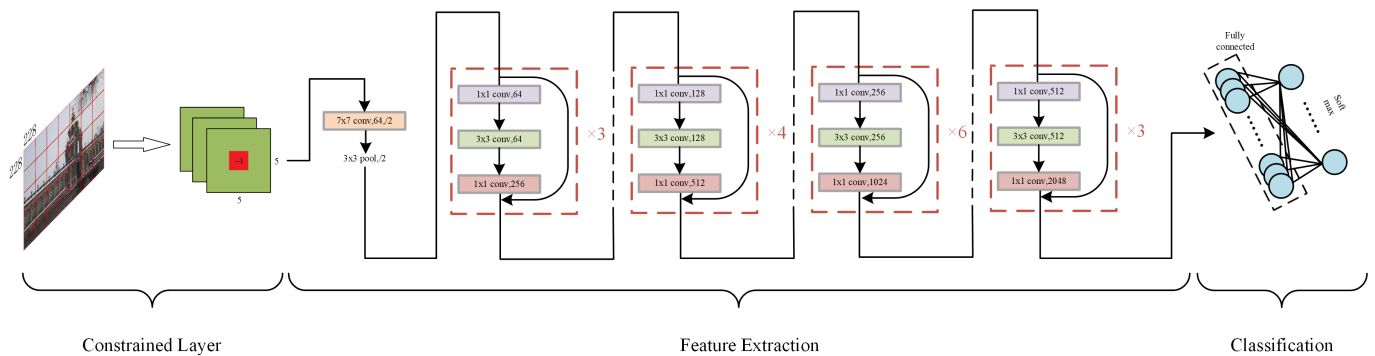 228
228
-1
5
5
7x7 conv,64,/2
3x3 pool,/2
1x1 conv,64
3x3 conv,64
1x1 conv,256
×3
1x1 conv,128
3x3 conv,128
1x1 conv,512
×4
1x1 conv,256
3x3 conv,256
1x1 conv,1024
×6
1x1 conv,512
3x3 conv,512
1x1 conv,2048
×3
Fully
connected
Soft
max
Constrained Layer
Feature Extraction
Classification